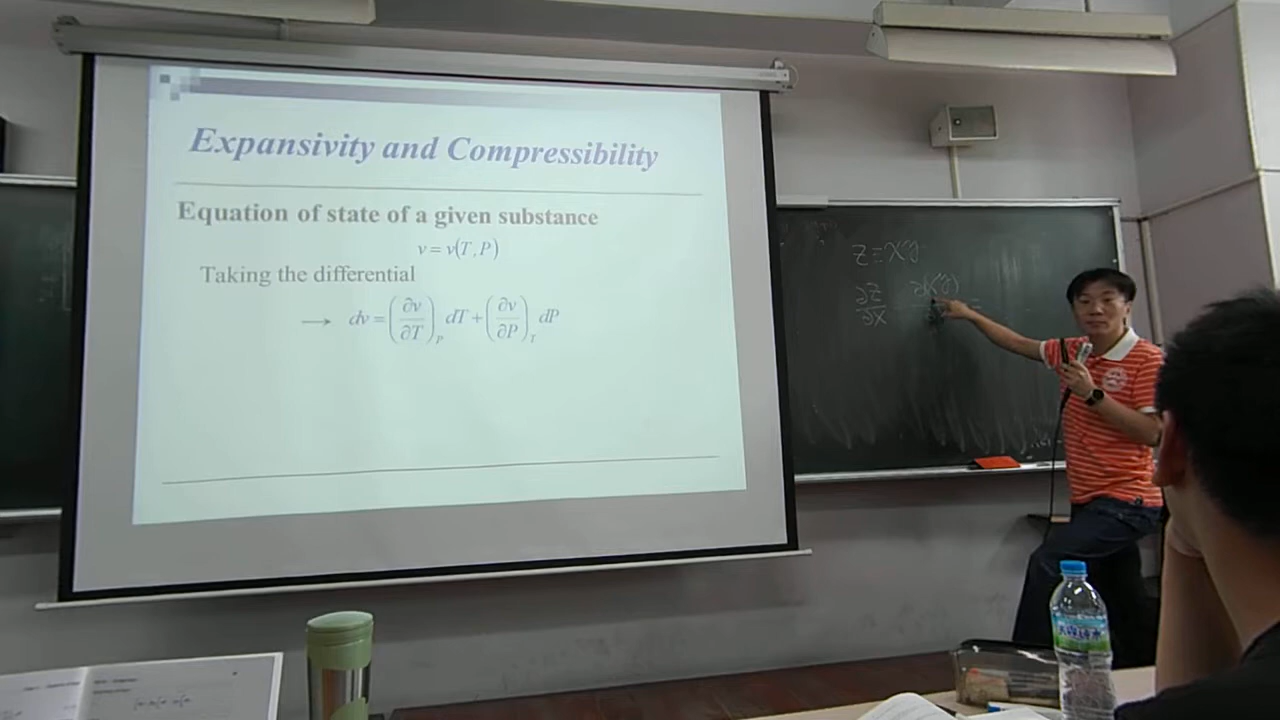 Expansivity and Compressibility
Equation of state of a given substance
v = v(T, P)
Taking the differential
→ dv = (∂v/∂T)_P dT + (∂v/∂P)_T dP
∂z/∂x